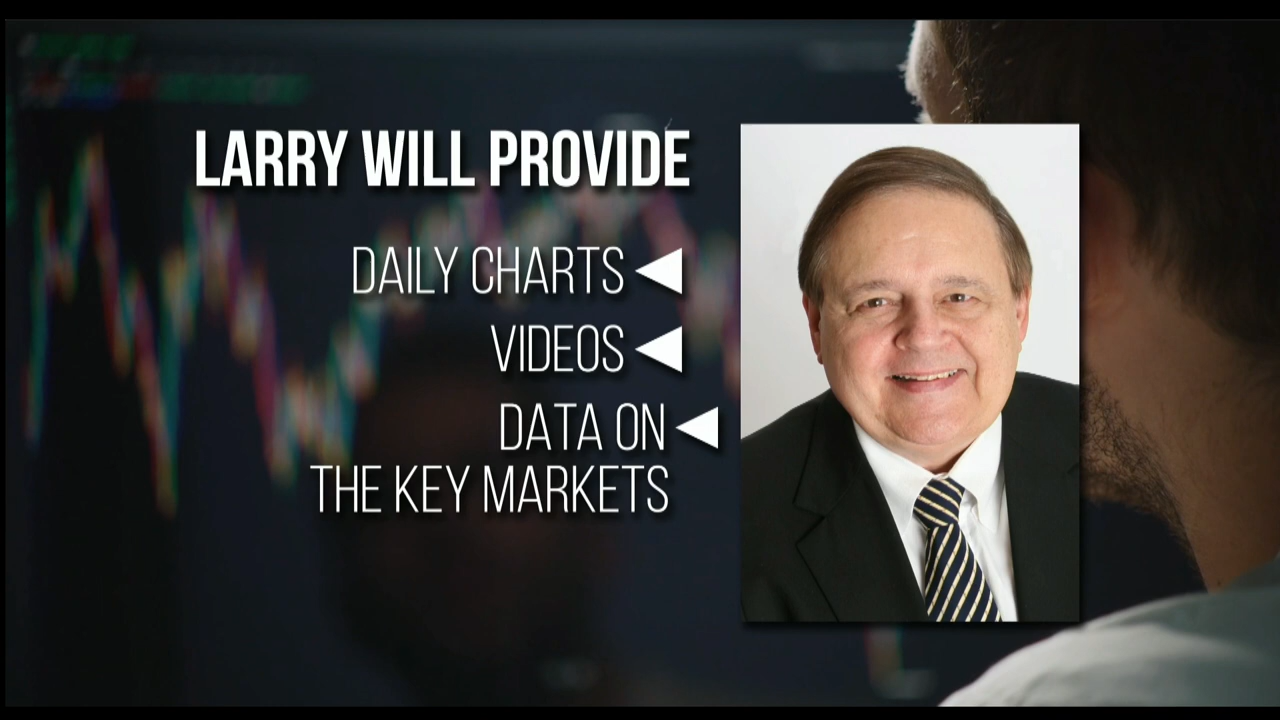 LARRY WILL PROVIDE
DAILY CHARTS
VIDEOS
DATA ON
THE KEY MARKETS